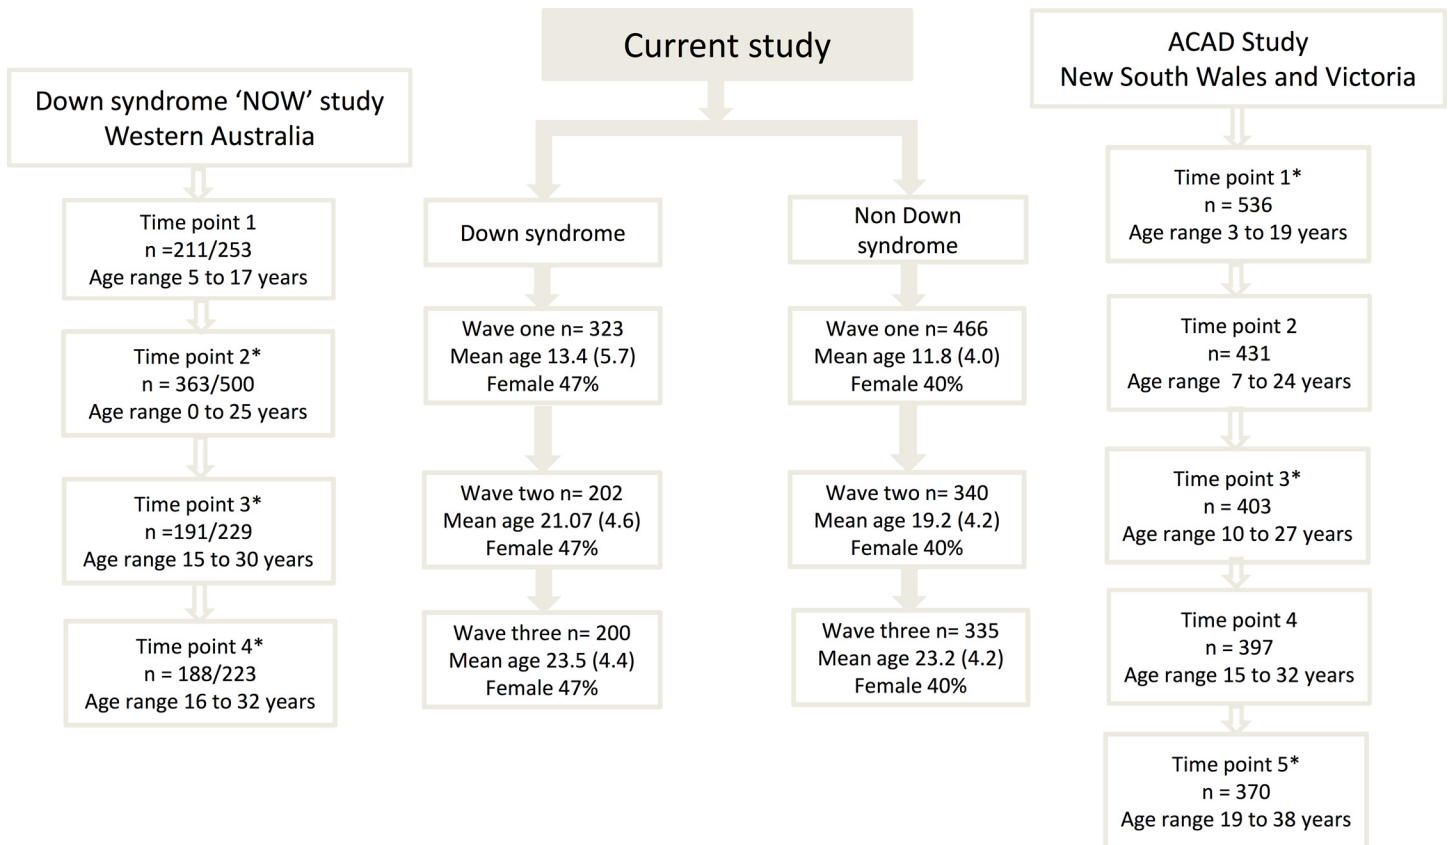 Current study
Down syndrome ‘NOW’ study
Western Australia
Time point 1
n =211/253
Age range 5 to 17 years
Time point 2*
n = 363/500
Age range 0 to 25 years
Time point 3*
n =191/229
Age range 15 to 30 years
Time point 4*
n = 188/223
Age range 16 to 32 years
Down syndrome
Wave one n= 323
Mean age 13.4 (5.7)
Female 47%
Wave two n= 202
Mean age 21.07 (4.6)
Female 47%
Wave three n= 200
Mean age 23.5 (4.4)
Female 47%
Non Down
syndrome
Wave one n= 466
Mean age 11.8 (4.0)
Female 40%
Wave two n= 340
Mean age 19.2 (4.2)
Female 40%
Wave three n= 335
Mean age 23.2 (4.2)
Female 40%
ACAD Study
New South Wales and Victoria
Time point 1*
n = 536
Age range 3 to 19 years
Time point 2
n= 431
Age range 7 to 24 years
Time point 3*
n = 403
Age range 10 to 27 years
Time point 4
n = 397
Age range 15 to 32 years
Time point 5*
n = 370
Age range 19 to 38 years